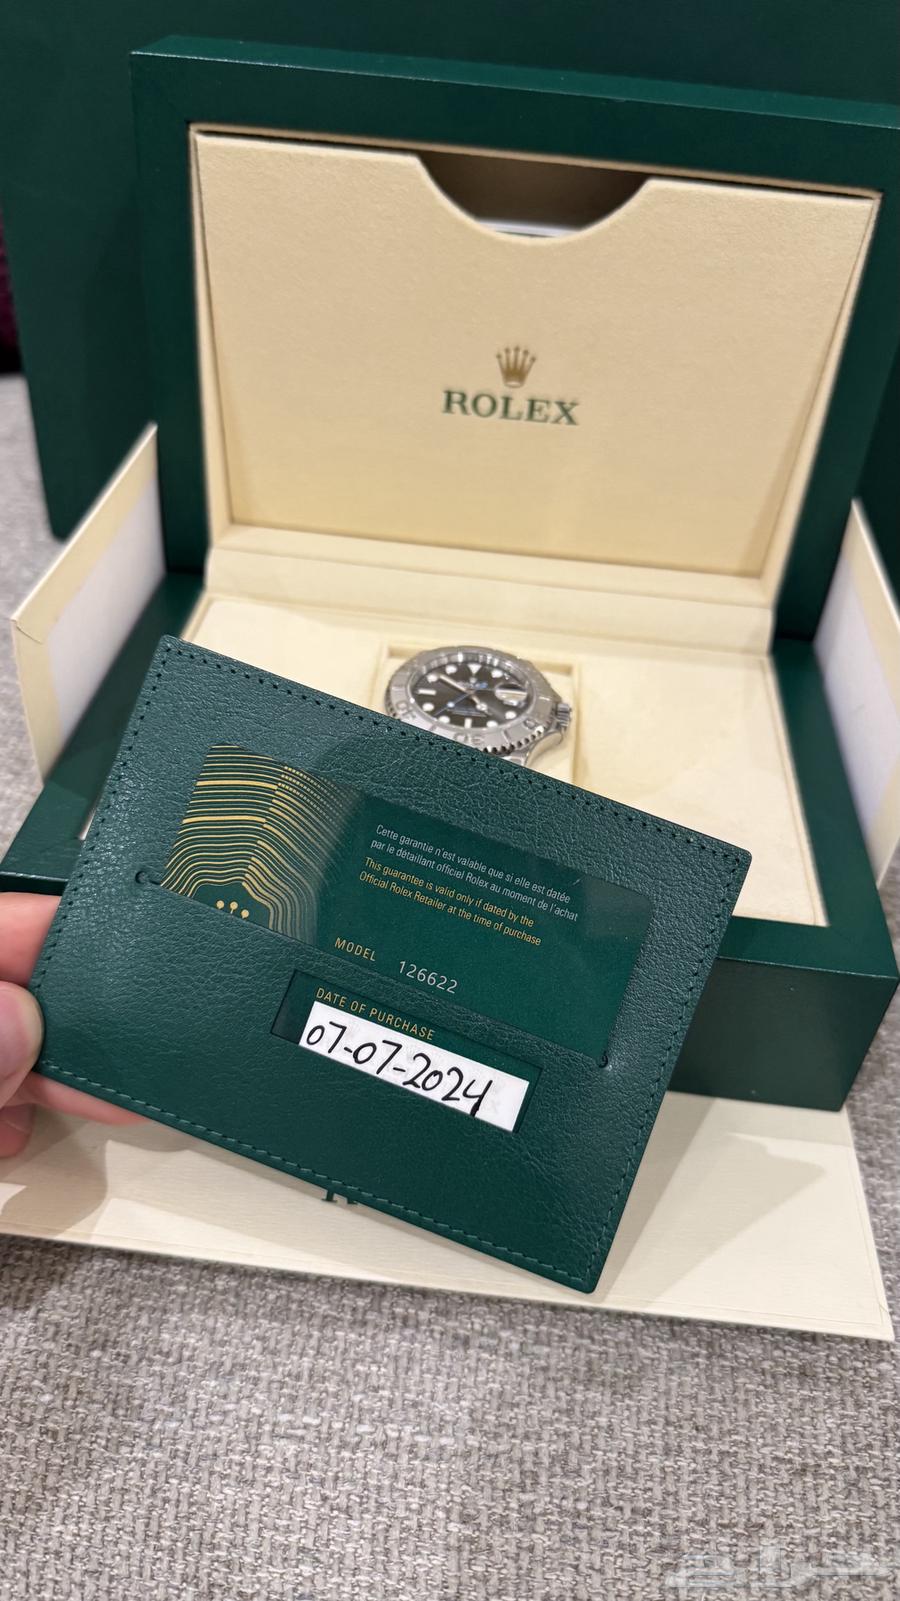 ROLEX
Cette garantie n'est valable que si elle est datée
par le détaillant officiel Rolex au moment de l'achat
This guarantee is valid only if dated by the
Official Rolex Retailer at the time of purchase
MODEL 126622
DATE OF PURCHASE
07-07-2024
حراج